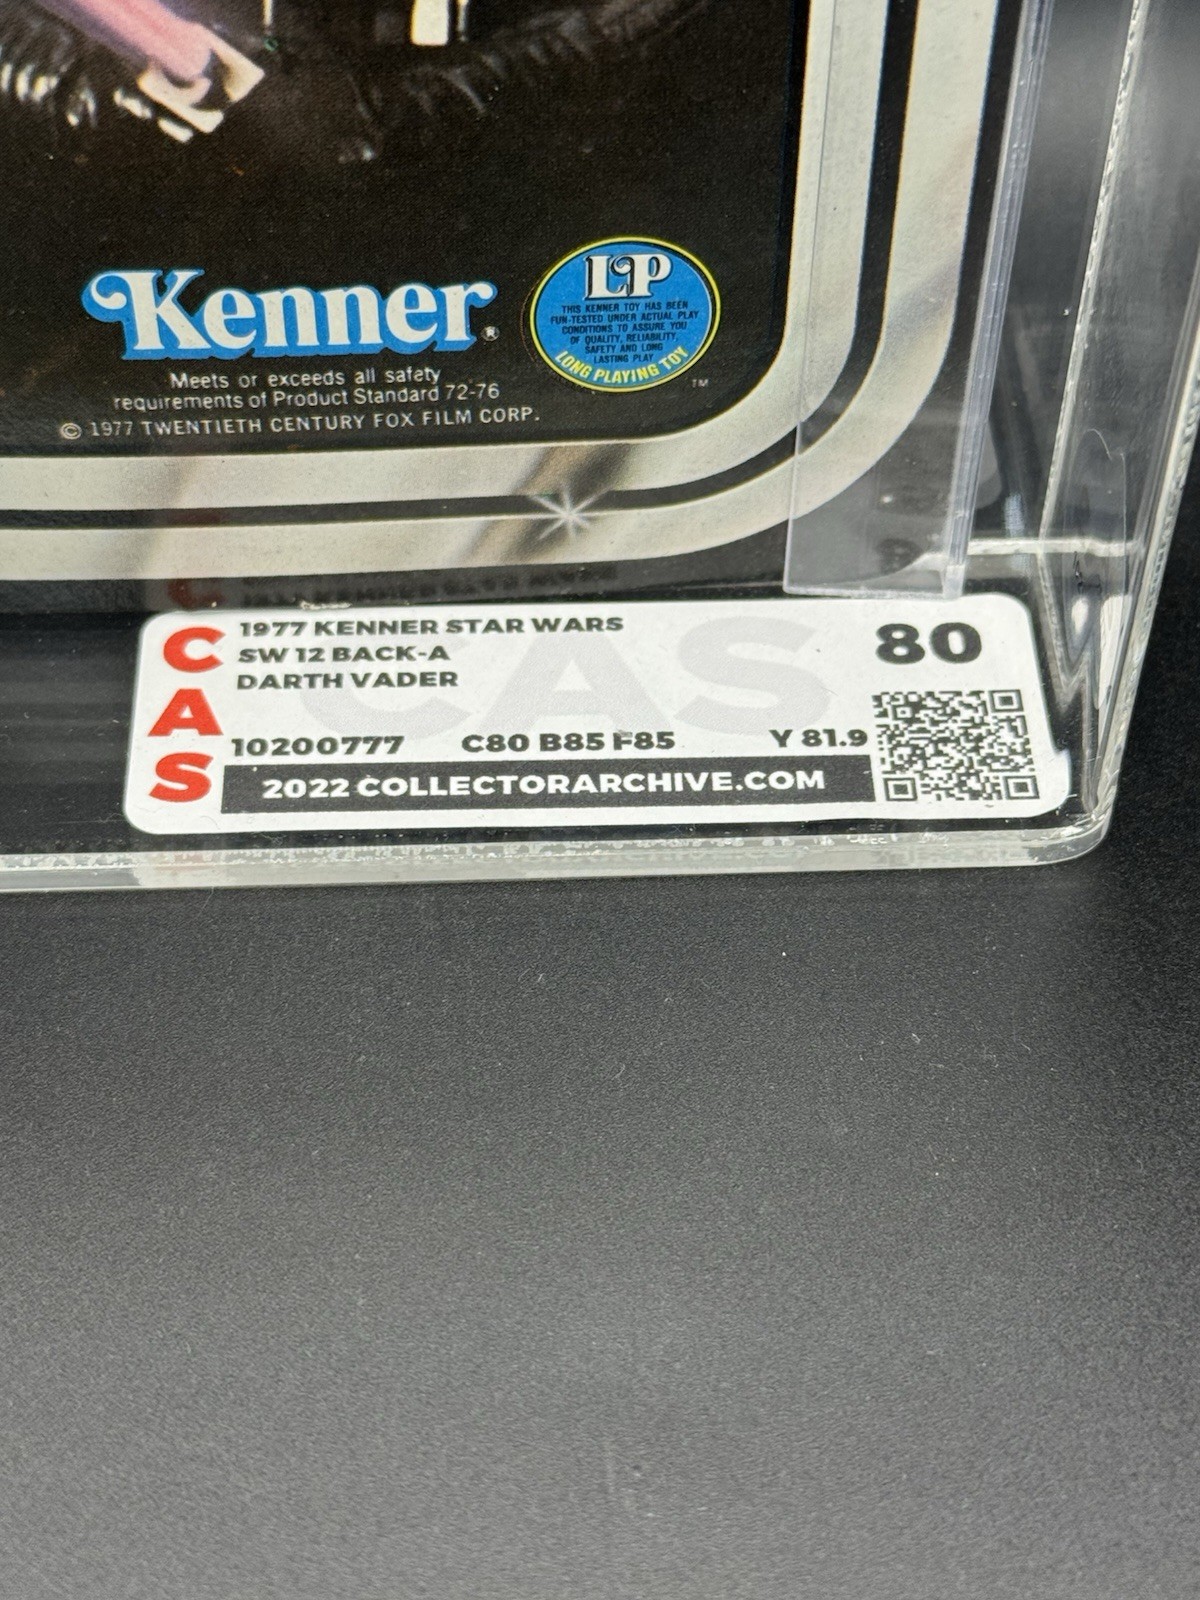 Kenner®
Meets or exceeds all safety
requirements of Product Standard 72-76
© 1977 TWENTIETH CENTURY FOX FILM CORP.
LP
THIS KENNER TOY HAS BEEN
FUN-TESTED UNDER ACTUAL PLAY
CONDITIONS TO ASSURE YOU
OF QUALITY, RELIABILITY,
SAFETY AND LONG
LASTING PLAY
LONG PLAYING TOY
TM
CAS
1977 KENNER STAR WARS
SW 12 BACK-A
DARTH VADER
80
CAS
10200777 C80 B85 F85 Y 81.9
2022 COLLECTORARCHIVE.COM